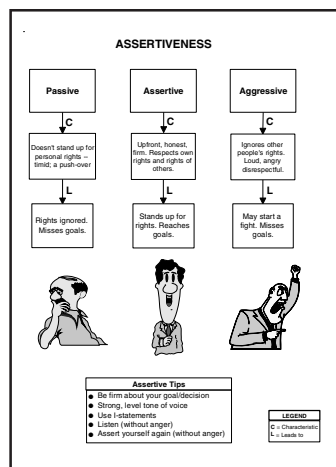 ASSERTIVENESS
Passive
C
Doesn't stand up for
personal rights –
timid; a push-over
L
Rights ignored.
Misses goals.
Assertive
C
Upfront, honest,
firm. Respects own
rights and rights of
others.
L
Stands up for
rights. Reaches
goals.
Aggressive
C
Ignores other
people's rights.
Loud, angry
disrespectful.
L
May start a
fight. Misses
goals.
Assertive Tips
● Be firm about your goal/decision
● Strong, level tone of voice
● Use I-statements
● Listen (without anger)
● Assert yourself again (without anger)
LEGEND
C = Characteristic
L = Leads to